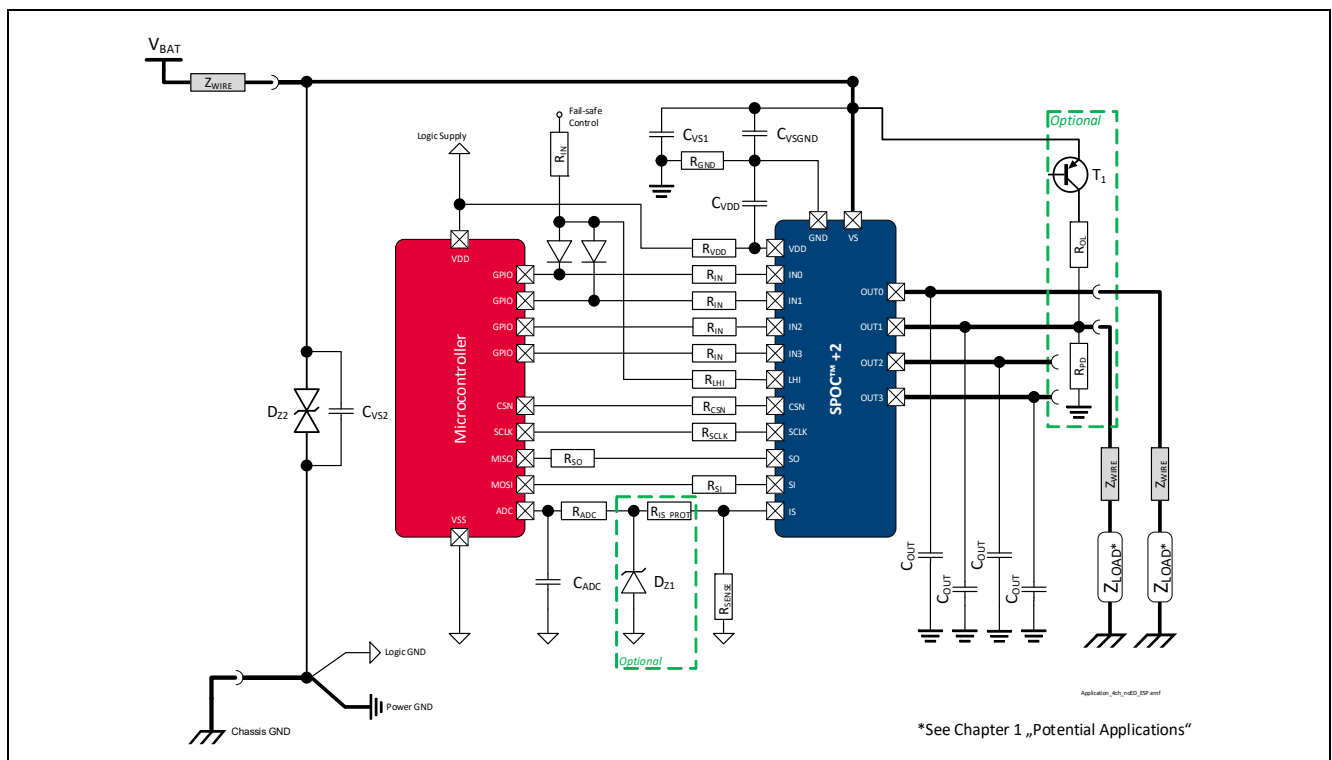 VBAT
ZWIRE
Fail-safe
Control
Logic Supply
RIN
CVS1
CVSGND
RGND
CVDD
Optional
T1
ROL
RPD
GND
VS
VDD
RVDD
VDD
GPIO
RIN
IN0
GPIO
RIN
IN1
GPIO
RIN
IN2
GPIO
RIN
IN3
RLHI
LHI
CSN
RCSN
CSN
SCLK
RSCLK
SCLK
MISO
RSO
SO
MOSI
RSI
SI
ADC
RADC
RIS_PROT
IS
VSS
Microcontroller
SPOC™ +2
OUT0
OUT1
OUT2
OUT3
DZ2
CVS2
CADC
DZ1
RSENSE
Optional
COUT
COUT
COUT
COUT
ZWIRE
ZWIRE
ZLOAD*
ZLOAD*
Logic GND
Power GND
Chassis GND
Application_4ch_noED_ESP.emf
*See Chapter 1 „Potential Applications“